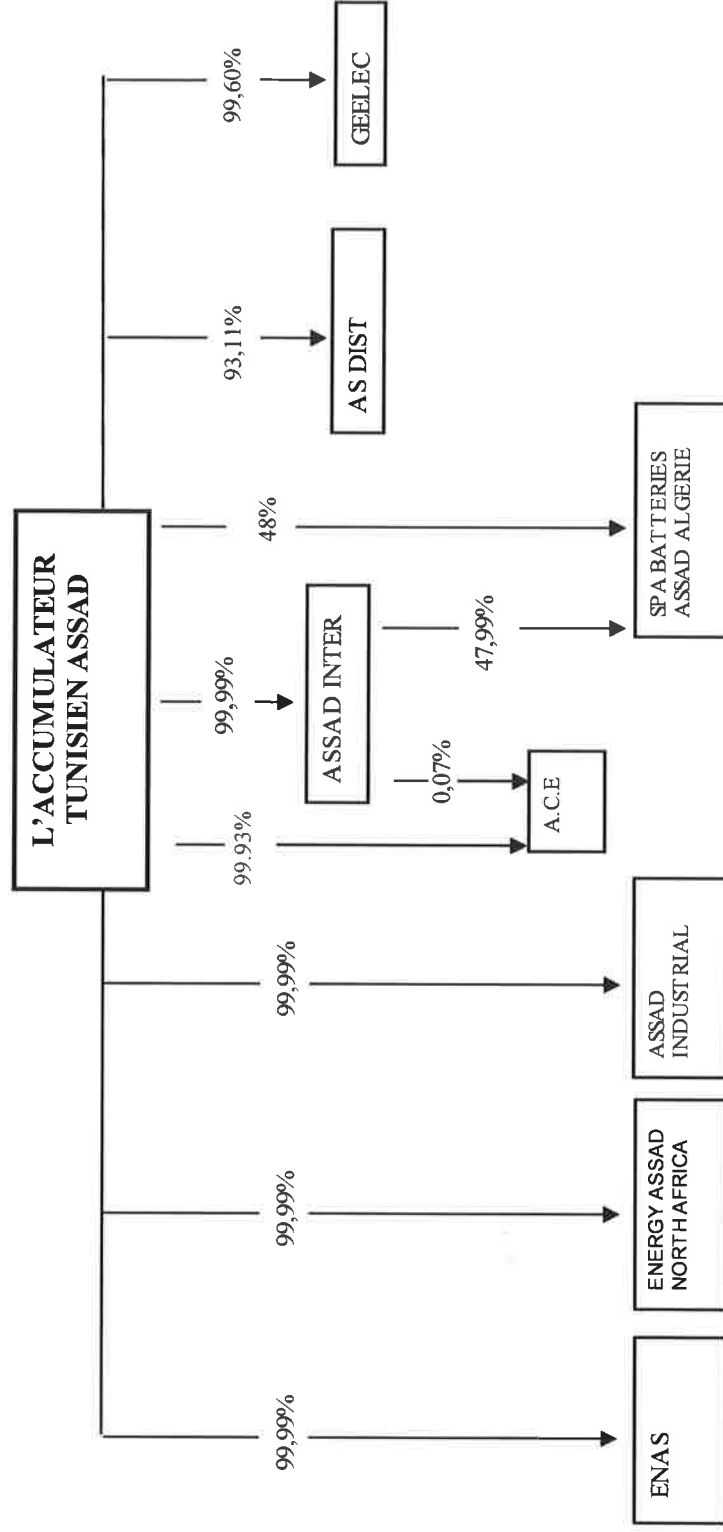 L'ACCUMULATEUR
TUNISIEN ASSAD
99,99%
99,99%
99,99%
99.93%
99,99%
48%
93,11%
99,60%
ASSAD INTER
0,07%
47,99%
AS DIST
GEELEC
A.C.E
ENAS
ENERGY ASSAD
NORTH AFRICA
ASSAD
INDUSTRIAL
SPA BATTERIES
ASSAD ALGERIE